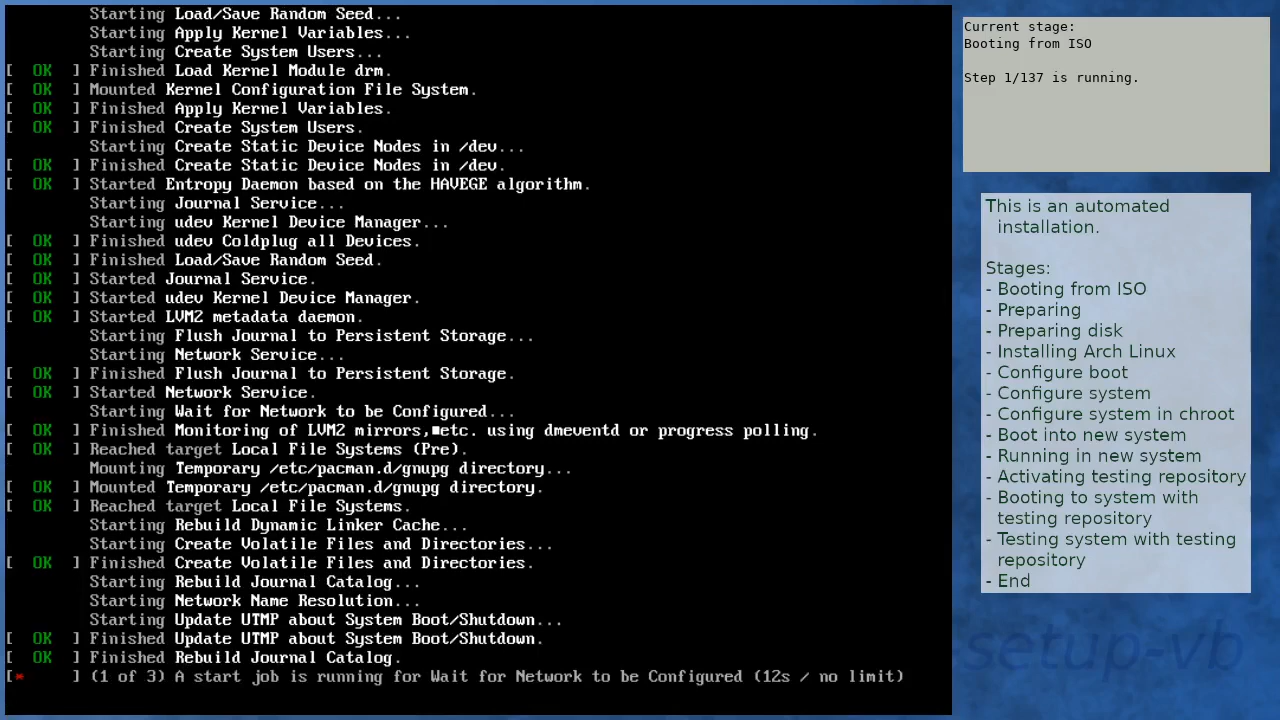 Starting Load/Save Random Seed...
Starting Apply Kernel Variables...
Starting Create System Users...
[  OK  ] Finished Load Kernel Module drm.
[  OK  ] Mounted Kernel Configuration File System.
[  OK  ] Finished Apply Kernel Variables.
[  OK  ] Finished Create System Users.
Starting Create Static Device Nodes in /dev...
[  OK  ] Finished Create Static Device Nodes in /dev.
[  OK  ] Started Entropy Daemon based on the HAVEGE algorithm.
Starting Journal Service...
Starting udev Kernel Device Manager...
[  OK  ] Finished udev Coldplug all Devices.
[  OK  ] Finished Load/Save Random Seed.
[  OK  ] Started Journal Service.
[  OK  ] Started udev Kernel Device Manager.
[  OK  ] Started LVM2 metadata daemon.
Starting Flush Journal to Persistent Storage...
Starting Network Service...
[  OK  ] Finished Flush Journal to Persistent Storage.
[  OK  ] Started Network Service.
Starting Wait for Network to be Configured...
[  OK  ] Finished Monitoring of LVM2 mirrors,■etc. using dmeventd or progress polling.
[  OK  ] Reached target Local File Systems (Pre).
Mounting Temporary /etc/pacman.d/gnupg directory...
[  OK  ] Mounted Temporary /etc/pacman.d/gnupg directory.
[  OK  ] Reached target Local File Systems.
Starting Rebuild Dynamic Linker Cache...
Starting Create Volatile Files and Directories...
[  OK  ] Finished Create Volatile Files and Directories.
Starting Rebuild Journal Catalog...
Starting Network Name Resolution...
Starting Update UTMP about System Boot/Shutdown...
[  OK  ] Finished Update UTMP about System Boot/Shutdown.
[  OK  ] Finished Rebuild Journal Catalog.
[*     ] (1 of 3) A start job is running for Wait for Network to be Configured (12s / no limit)
Current stage:
Booting from ISO
Step 1/137 is running.
This is an automated
installation.
Stages:
- Booting from ISO
- Preparing
- Preparing disk
- Installing Arch Linux
- Configure boot
- Configure system
- Configure system in chroot
- Boot into new system
- Running in new system
- Activating testing repository
- Booting to system with
testing repository
- Testing system with testing
repository
- End
setup-vb